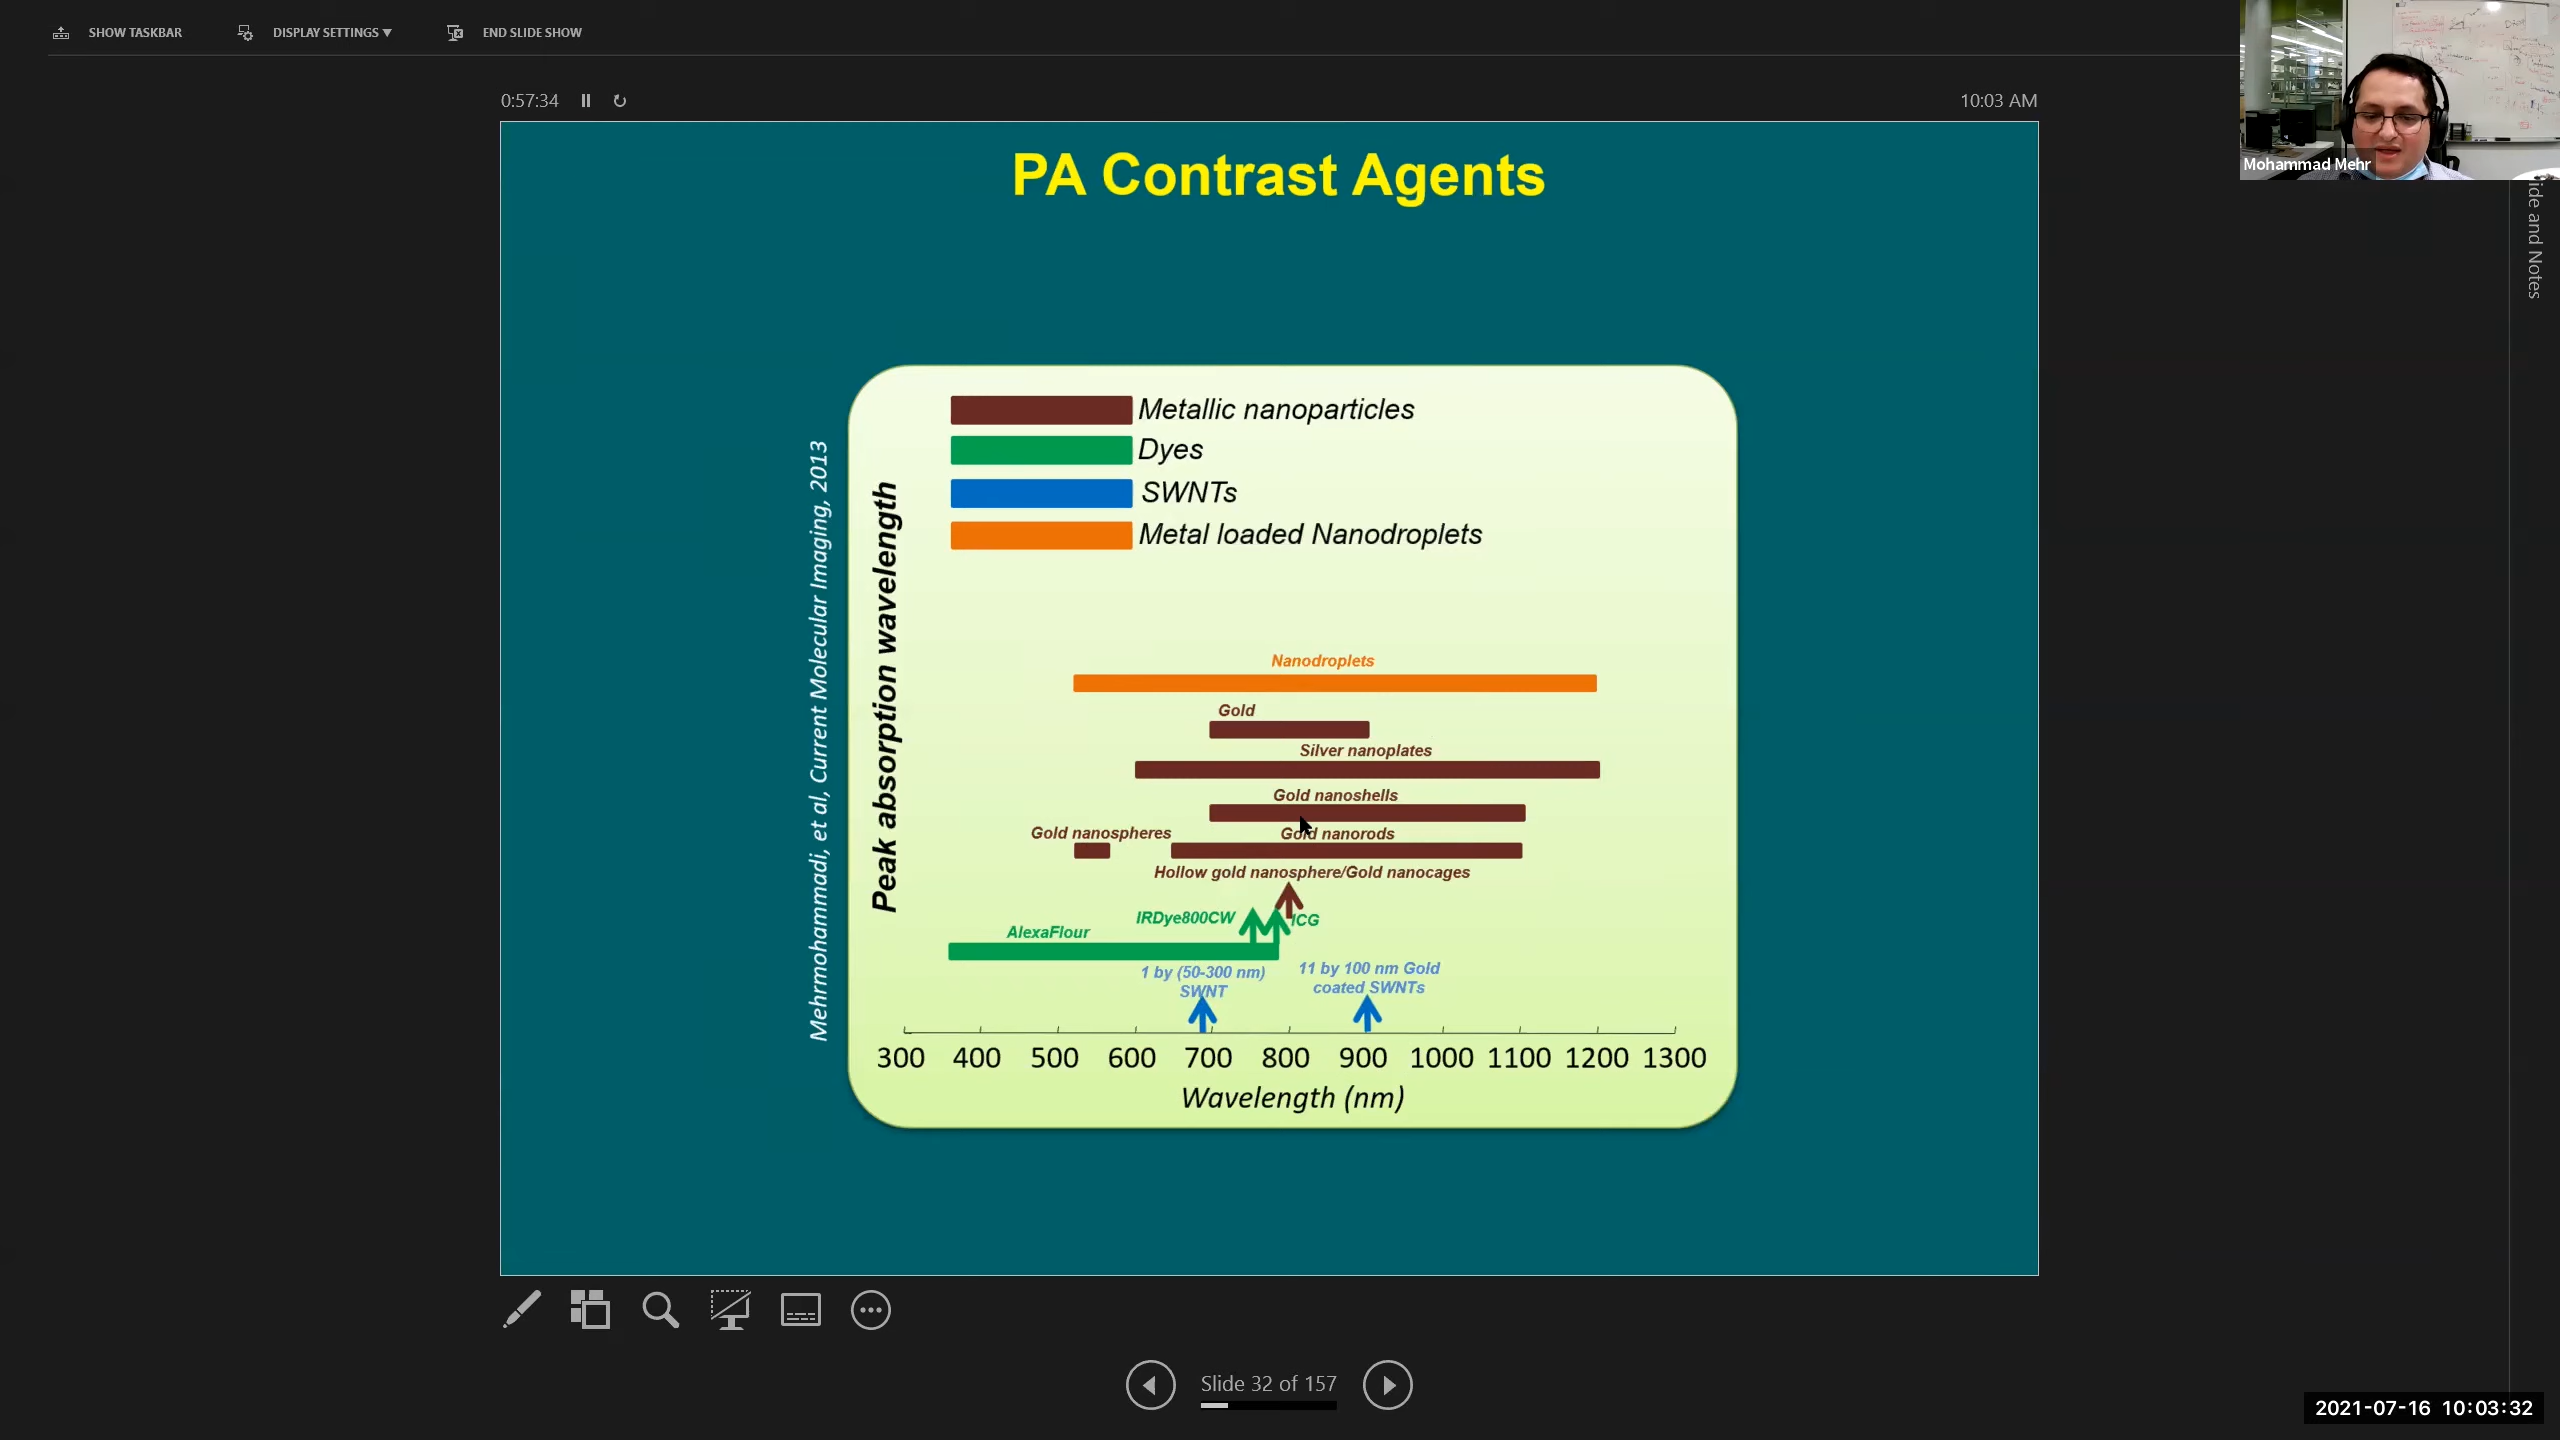 SHOW TASKBAR
DISPLAY SETTINGS ▼
END SLIDE SHOW
0:57:34
10:03 AM
Mohammad Mehr
ide and Notes
PA Contrast Agents
Metallic nanoparticles
Dyes
SWNTs
Metal loaded Nanodroplets
Mehrmohammadi, et al, Current Molecular Imaging, 2013
Peak absorption wavelength
Nanodroplets
Gold
Silver nanoplates
Gold nanoshells
Gold nanospheres
Gold nanorods
Hollow gold nanosphere/Gold nanocages
IRDye800CW
ICG
AlexaFlour
1 by (50-300 nm)
SWNT
11 by 100 nm Gold
coated SWNTs
300 400 500 600 700 800 900 1000 1100 1200 1300
Wavelength (nm)
Slide 32 of 157
2021-07-16 10:03:32